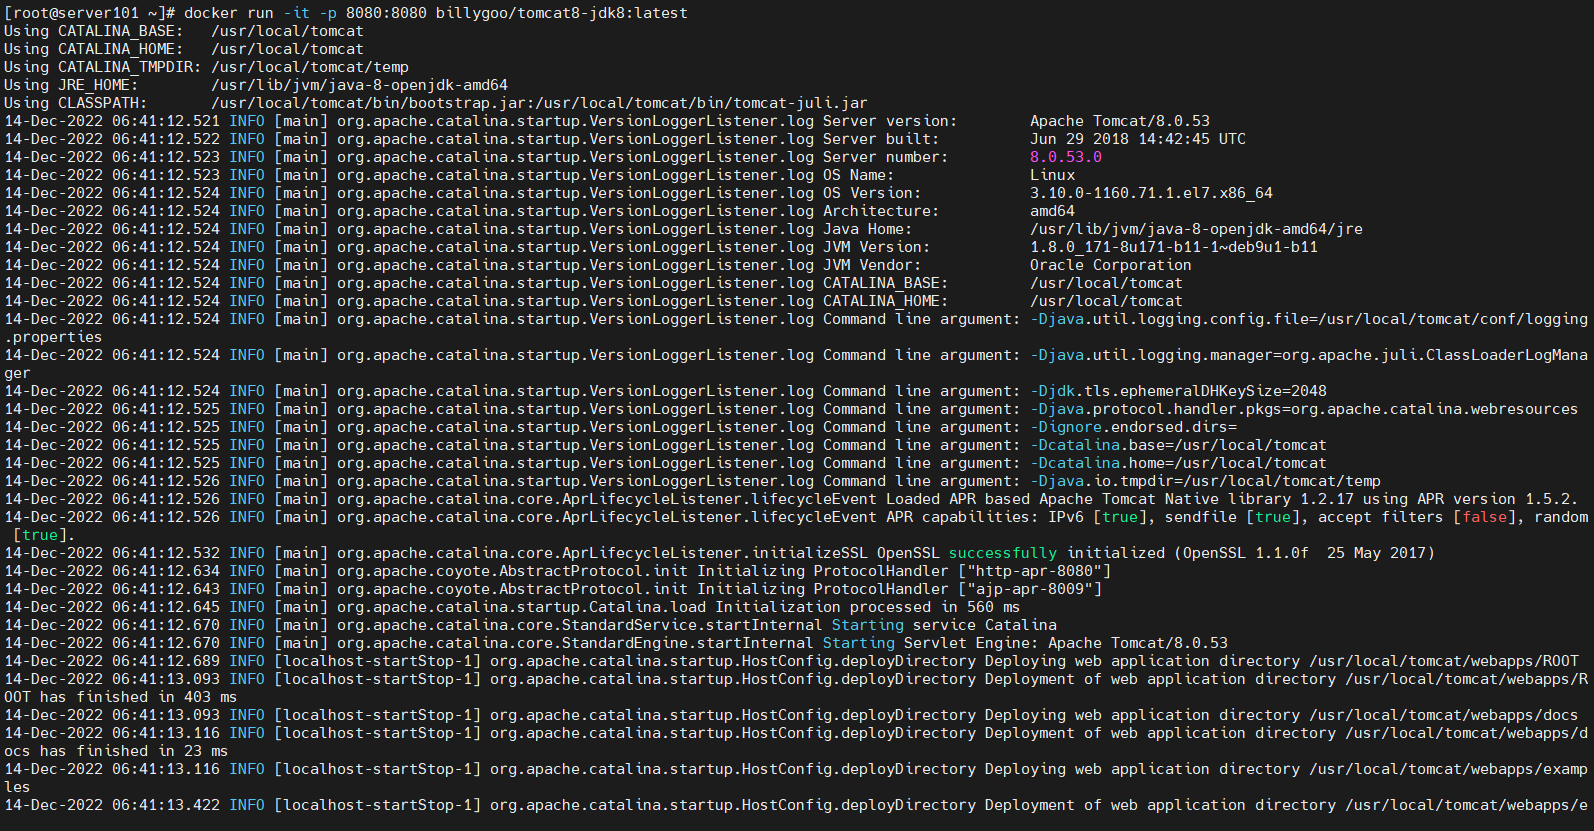 [root@server101 ~]# docker run -it -p 8080:8080 billygoo/tomcat8-jdk8:latest
Using CATALINA_BASE:   /usr/local/tomcat
Using CATALINA_HOME:   /usr/local/tomcat
Using CATALINA_TMPDIR: /usr/local/tomcat/temp
Using JRE_HOME:        /usr/lib/jvm/java-8-openjdk-amd64
Using CLASSPATH:       /usr/local/tomcat/bin/bootstrap.jar:/usr/local/tomcat/bin/tomcat-juli.jar
14-Dec-2022 06:41:12.521 INFO [main] org.apache.catalina.startup.VersionLoggerListener.log Server version:        Apache Tomcat/8.0.53
14-Dec-2022 06:41:12.522 INFO [main] org.apache.catalina.startup.VersionLoggerListener.log Server built:          Jun 29 2018 14:42:45 UTC
14-Dec-2022 06:41:12.523 INFO [main] org.apache.catalina.startup.VersionLoggerListener.log Server number:         8.0.53.0
14-Dec-2022 06:41:12.523 INFO [main] org.apache.catalina.startup.VersionLoggerListener.log OS Name:               Linux
14-Dec-2022 06:41:12.524 INFO [main] org.apache.catalina.startup.VersionLoggerListener.log OS Version:            3.10.0-1160.71.1.el7.x86_64
14-Dec-2022 06:41:12.524 INFO [main] org.apache.catalina.startup.VersionLoggerListener.log Architecture:          amd64
14-Dec-2022 06:41:12.524 INFO [main] org.apache.catalina.startup.VersionLoggerListener.log Java Home:             /usr/lib/jvm/java-8-openjdk-amd64/jre
14-Dec-2022 06:41:12.524 INFO [main] org.apache.catalina.startup.VersionLoggerListener.log JVM Version:           1.8.0_171-8u171-b11-1~deb9u1-b11
14-Dec-2022 06:41:12.524 INFO [main] org.apache.catalina.startup.VersionLoggerListener.log JVM Vendor:            Oracle Corporation
14-Dec-2022 06:41:12.524 INFO [main] org.apache.catalina.startup.VersionLoggerListener.log CATALINA_BASE:         /usr/local/tomcat
14-Dec-2022 06:41:12.524 INFO [main] org.apache.catalina.startup.VersionLoggerListener.log CATALINA_HOME:         /usr/local/tomcat
14-Dec-2022 06:41:12.524 INFO [main] org.apache.catalina.startup.VersionLoggerListener.log Command line argument: -Djava.util.logging.config.file=/usr/local/tomcat/conf/logging
.properties
14-Dec-2022 06:41:12.524 INFO [main] org.apache.catalina.startup.VersionLoggerListener.log Command line argument: -Djava.util.logging.manager=org.apache.juli.ClassLoaderLogMana
ger
14-Dec-2022 06:41:12.524 INFO [main] org.apache.catalina.startup.VersionLoggerListener.log Command line argument: -Djdk.tls.ephemeralDHKeySize=2048
14-Dec-2022 06:41:12.525 INFO [main] org.apache.catalina.startup.VersionLoggerListener.log Command line argument: -Djava.protocol.handler.pkgs=org.apache.catalina.webresources
14-Dec-2022 06:41:12.525 INFO [main] org.apache.catalina.startup.VersionLoggerListener.log Command line argument: -Dignore.endorsed.dirs=
14-Dec-2022 06:41:12.525 INFO [main] org.apache.catalina.startup.VersionLoggerListener.log Command line argument: -Dcatalina.base=/usr/local/tomcat
14-Dec-2022 06:41:12.525 INFO [main] org.apache.catalina.startup.VersionLoggerListener.log Command line argument: -Dcatalina.home=/usr/local/tomcat
14-Dec-2022 06:41:12.526 INFO [main] org.apache.catalina.startup.VersionLoggerListener.log Command line argument: -Djava.io.tmpdir=/usr/local/tomcat/temp
14-Dec-2022 06:41:12.526 INFO [main] org.apache.catalina.core.AprLifecycleListener.lifecycleEvent Loaded APR based Apache Tomcat Native library 1.2.17 using APR version 1.5.2.
14-Dec-2022 06:41:12.526 INFO [main] org.apache.catalina.core.AprLifecycleListener.lifecycleEvent APR capabilities: IPv6 [true], sendfile [true], accept filters [false], random
 [true].
14-Dec-2022 06:41:12.532 INFO [main] org.apache.catalina.core.AprLifecycleListener.initializeSSL OpenSSL successfully initialized (OpenSSL 1.1.0f  25 May 2017)
14-Dec-2022 06:41:12.634 INFO [main] org.apache.coyote.AbstractProtocol.init Initializing ProtocolHandler ["http-apr-8080"]
14-Dec-2022 06:41:12.643 INFO [main] org.apache.coyote.AbstractProtocol.init Initializing ProtocolHandler ["ajp-apr-8009"]
14-Dec-2022 06:41:12.645 INFO [main] org.apache.catalina.startup.Catalina.load Initialization processed in 560 ms
14-Dec-2022 06:41:12.670 INFO [main] org.apache.catalina.core.StandardService.startInternal Starting service Catalina
14-Dec-2022 06:41:12.670 INFO [main] org.apache.catalina.core.StandardEngine.startInternal Starting Servlet Engine: Apache Tomcat/8.0.53
14-Dec-2022 06:41:12.689 INFO [localhost-startStop-1] org.apache.catalina.startup.HostConfig.deployDirectory Deploying web application directory /usr/local/tomcat/webapps/ROOT
14-Dec-2022 06:41:13.093 INFO [localhost-startStop-1] org.apache.catalina.startup.HostConfig.deployDirectory Deployment of web application directory /usr/local/tomcat/webapps/R
OOT has finished in 403 ms
14-Dec-2022 06:41:13.093 INFO [localhost-startStop-1] org.apache.catalina.startup.HostConfig.deployDirectory Deploying web application directory /usr/local/tomcat/webapps/docs
14-Dec-2022 06:41:13.116 INFO [localhost-startStop-1] org.apache.catalina.startup.HostConfig.deployDirectory Deployment of web application directory /usr/local/tomcat/webapps/d
ocs has finished in 23 ms
14-Dec-2022 06:41:13.116 INFO [localhost-startStop-1] org.apache.catalina.startup.HostConfig.deployDirectory Deploying web application directory /usr/local/tomcat/webapps/examp
les
14-Dec-2022 06:41:13.422 INFO [localhost-startStop-1] org.apache.catalina.startup.HostConfig.deployDirectory Deployment of web application directory /usr/local/tomcat/webapps/e